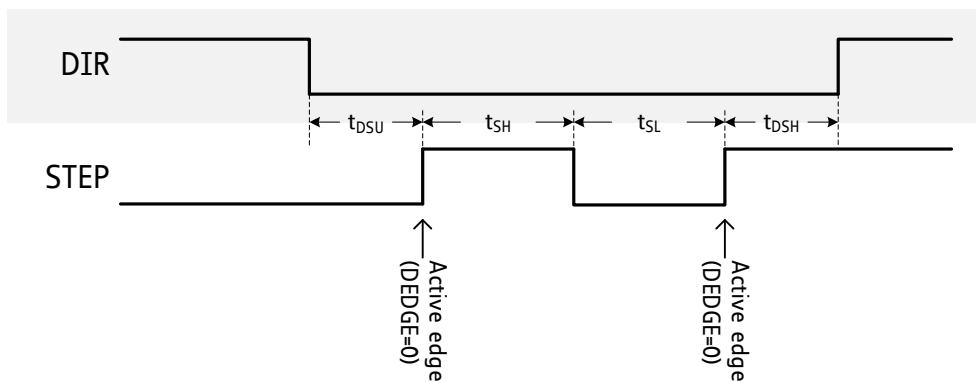 DIR
tDSU
tSH
tSL
tDSH
STEP
Active edge
(DEDGE=0)
Active edge
(DEDGE=0)